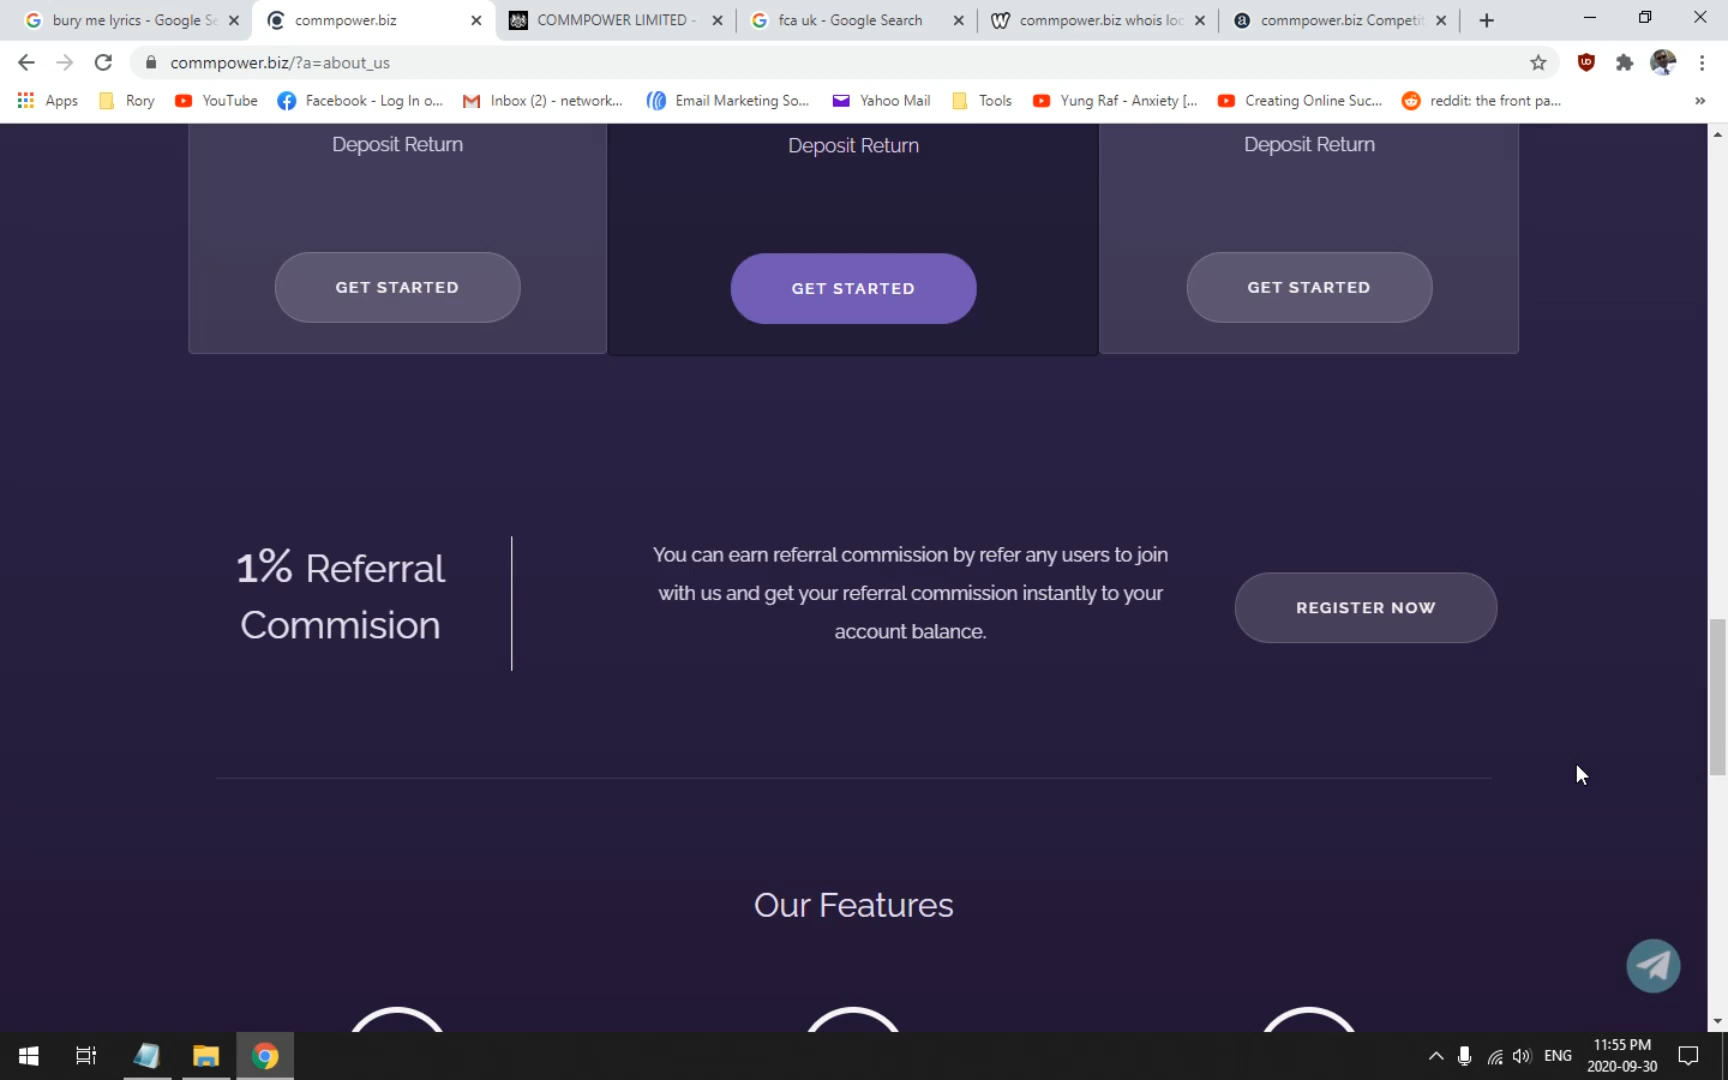 bury me lyrics - Google Se
commpower.biz
COMMPOWER LIMITED -
fca uk - Google Search
commpower.biz whois loo
commpower.biz Competit
commpower.biz/?a=about_us
Apps
Rory
YouTube
Facebook - Log In o...
Inbox (2) - network...
Email Marketing So...
Yahoo Mail
Tools
Yung Raf - Anxiety [...
Creating Online Suc...
reddit: the front pa...
»
Deposit Return
Deposit Return
Deposit Return
GET STARTED
GET STARTED
GET STARTED
1% Referral
Commision
You can earn referral commission by refer any users to join
with us and get your referral commission instantly to your
account balance.
REGISTER NOW
Our Features
ENG
11:55 PM
2020-09-30